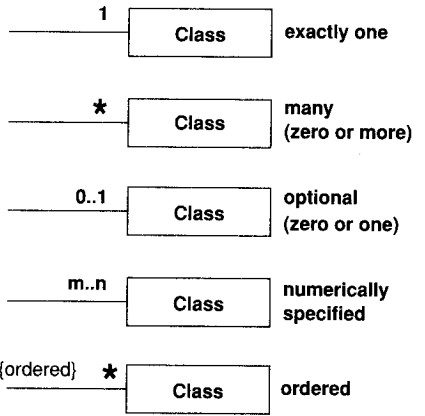 1
Class exactly one
*
Class many
(zero or more)
0..1
Class optional
(zero or one)
m..n
Class numerically
specified
{ordered} *
Class ordered